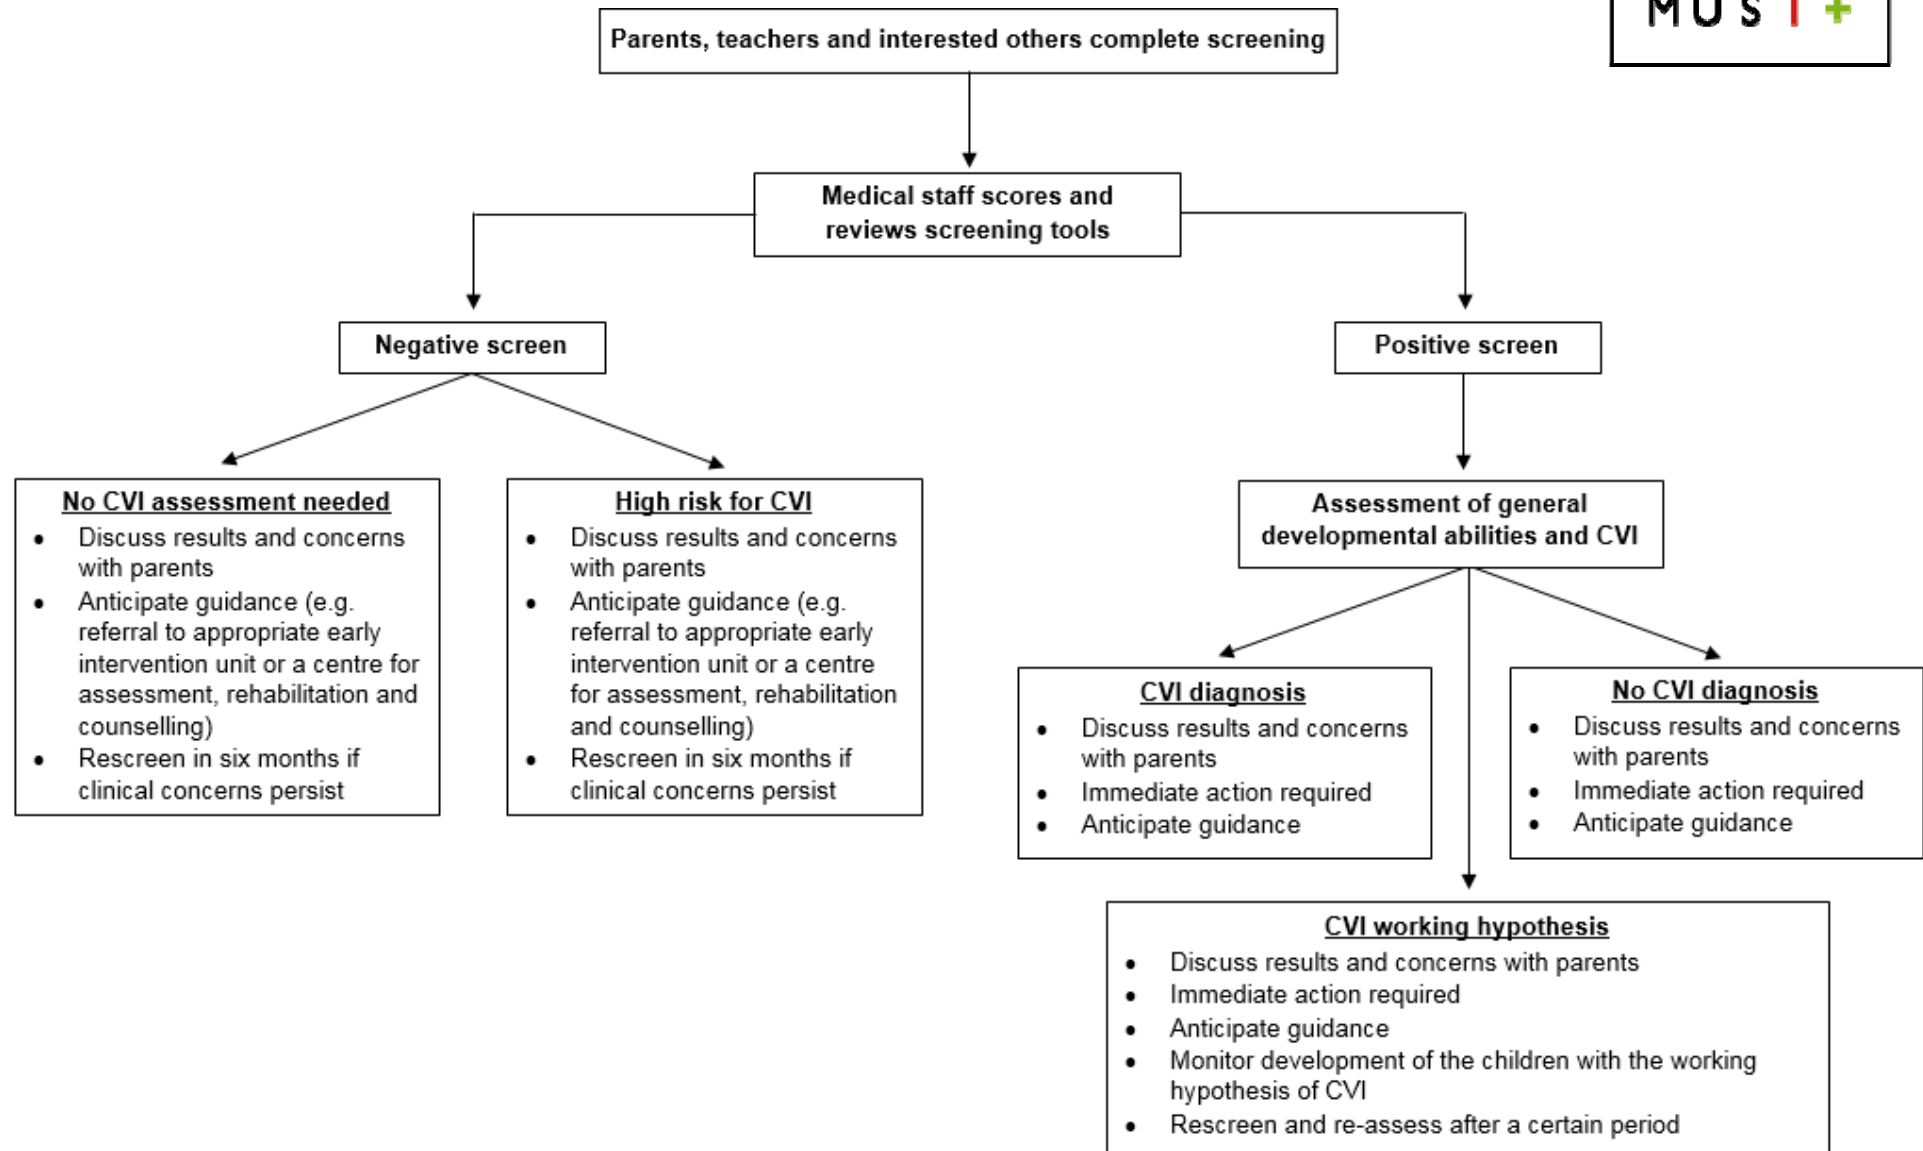 MUST+
Parents, teachers and interested others complete screening
Medical staff scores and
reviews screening tools
Negative screen
Positive screen
No CVI assessment needed
• Discuss results and concerns
with parents
• Anticipate guidance (e.g.
referral to appropriate early
intervention unit or a centre for
assessment, rehabilitation and
counselling)
• Rescreen in six months if
clinical concerns persist
High risk for CVI
• Discuss results and concerns
with parents
• Anticipate guidance (e.g.
referral to appropriate early
intervention unit or a centre
for assessment, rehabilitation
and counselling)
• Rescreen in six months if
clinical concerns persist
Assessment of general
developmental abilities and CVI
CVI diagnosis
• Discuss results and concerns
with parents
• Immediate action required
• Anticipate guidance
No CVI diagnosis
• Discuss results and concerns
with parents
• Immediate action required
• Anticipate guidance
CVI working hypothesis
• Discuss results and concerns with parents
• Immediate action required
• Anticipate guidance
• Monitor development of the children with the working
hypothesis of CVI
• Rescreen and re-assess after a certain period